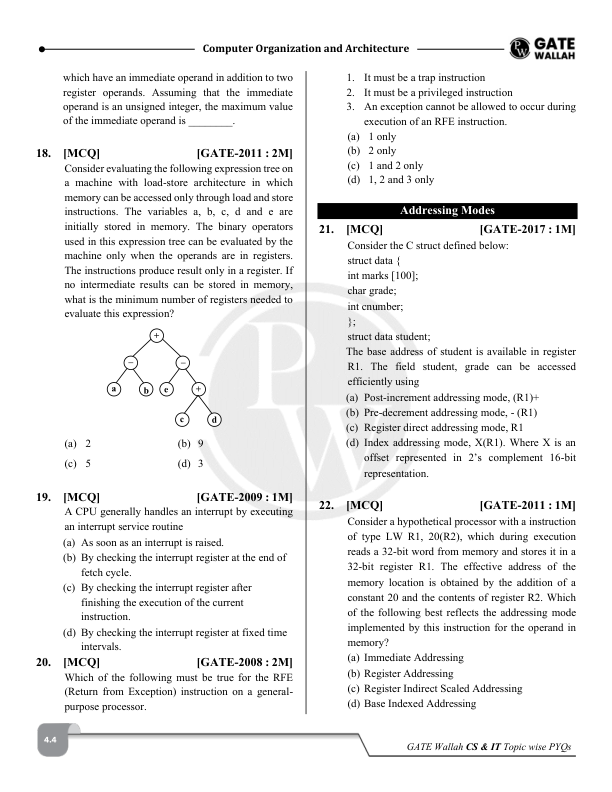 Computer Organization and Architecture
GATE
WALLAH
which have an immediate operand in addition to two
register operands. Assuming that the immediate
operand is an unsigned integer, the maximum value
of the immediate operand is ________.
18. [MCQ] [GATE-2011 : 2M]
Consider evaluating the following expression tree on
a machine with load-store architecture in which
memory can be accessed only through load and store
instructions. The variables a, b, c, d and e are
initially stored in memory. The binary operators
used in this expression tree can be evaluated by the
machine only when the operands are in registers.
The instructions produce result only in a register. If
no intermediate results can be stored in memory,
what is the minimum number of registers needed to
evaluate this expression?
+
– –
a b e +
c d
(a) 2 (b) 9
(c) 5 (d) 3
19. [MCQ] [GATE-2009 : 1M]
A CPU generally handles an interrupt by executing
an interrupt service routine
(a) As soon as an interrupt is raised.
(b) By checking the interrupt register at the end of
fetch cycle.
(c) By checking the interrupt register after
finishing the execution of the current
instruction.
(d) By checking the interrupt register at fixed time
intervals.
20. [MCQ] [GATE-2008 : 2M]
Which of the following must be true for the RFE
(Return from Exception) instruction on a general-
purpose processor.
1. It must be a trap instruction
2. It must be a privileged instruction
3. An exception cannot be allowed to occur during
execution of an RFE instruction.
(a) 1 only
(b) 2 only
(c) 1 and 2 only
(d) 1, 2 and 3 only
Addressing Modes
21. [MCQ] [GATE-2017 : 1M]
Consider the C struct defined below:
struct data {
int marks [100];
char grade;
int cnumber;
};
struct data student;
The base address of student is available in register
R1. The field student, grade can be accessed
efficiently using
(a) Post-increment addressing mode, (R1)+
(b) Pre-decrement addressing mode, - (R1)
(c) Register direct addressing mode, R1
(d) Index addressing mode, X(R1). Where X is an
offset represented in 2’s complement 16-bit
representation.
22. [MCQ] [GATE-2011 : 1M]
Consider a hypothetical processor with a instruction
of type LW R1, 20(R2), which during execution
reads a 32-bit word from memory and stores it in a
32-bit register R1. The effective address of the
memory location is obtained by the addition of a
constant 20 and the contents of register R2. Which
of the following best reflects the addressing mode
implemented by this instruction for the operand in
memory?
(a) Immediate Addressing
(b) Register Addressing
(c) Register Indirect Scaled Addressing
(d) Base Indexed Addressing
4.4
GATE Wallah CS & IT Topic wise PYQs